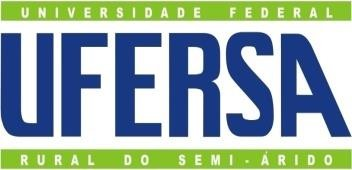 UNIVERSIDADE FEDERAL
UFERSA
RURAL DO SEMI-ÁRIDO